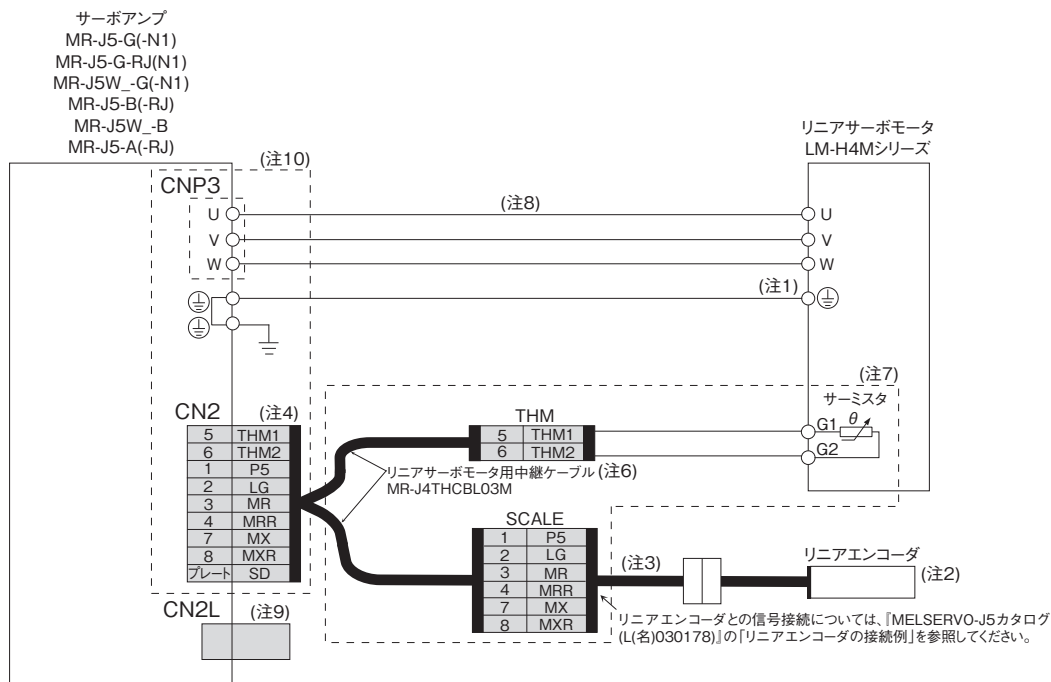 サーボアンプ
MR-J5-G(-N1)
MR-J5-G-RJ(N1)
MR-J5W_-G(-N1)
MR-J5-B(-RJ)
MR-J5W_-B
MR-J5-A(-RJ)
リニアサーボモータ
LM-H4Mシリーズ
(注10)
CNP3
(注8)
U
U
V
V
W
W
(注1)
(注7)
サーミスタ
θ
G1
G2
CN2
(注4)
5 THM1
6 THM2
1 P5
2 LG
3 MR
4 MRR
7 MX
8 MXR
プレート SD
THM
5 THM1
6 THM2
リニアサーボモータ用中継ケーブル (注6)
MR-J4THCBL03M
SCALE
1 P5
2 LG
3 MR
4 MRR
7 MX
8 MXR
(注3)
リニアエンコーダ
(注2)
CN2L
(注9)
リニアエンコーダとの信号接続については、『MELSERVO-J5カタログ
(L(名)030178)』の「リニアエンコーダの接続例」を参照してください。